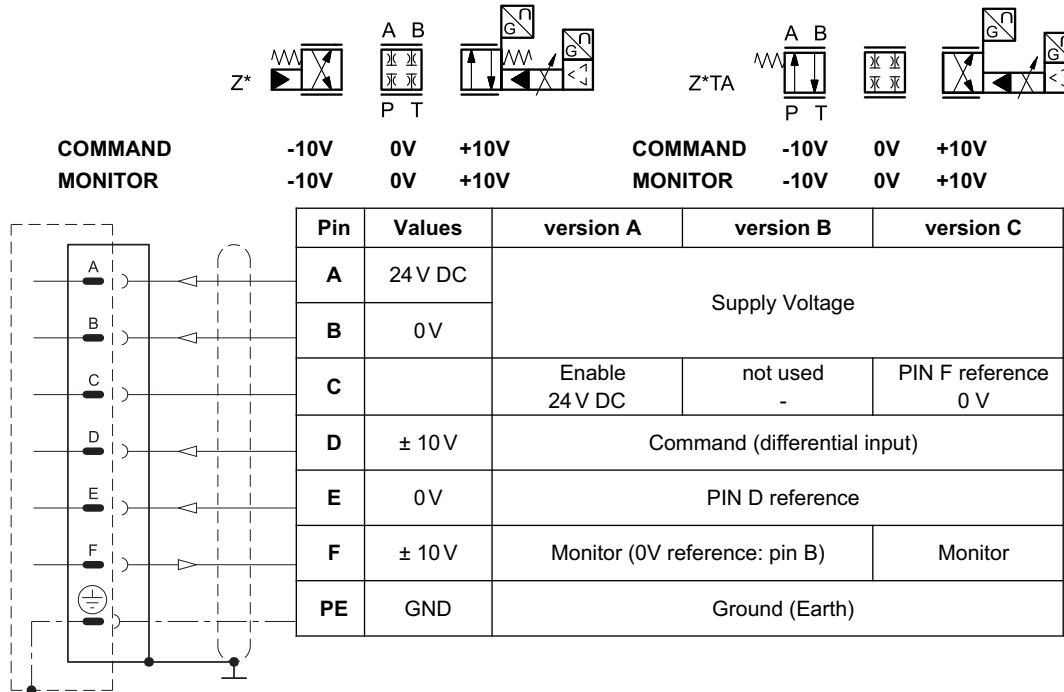 A B
G
G
Z*
P T
A B
G
G
Z*TA
P T
COMMAND -10V 0V +10V
MONITOR -10V 0V +10V
COMMAND -10V 0V +10V
MONITOR -10V 0V +10V
Pin Values version A version B version C
A 24 V DC Supply Voltage
B 0 V
C Enable 24 V DC not used - PIN F reference 0 V
D ± 10 V Command (differential input)
E 0 V PIN D reference
F ± 10 V Monitor (0V reference: pin B) Monitor
PE GND Ground (Earth)
A
B
C
D
E
F